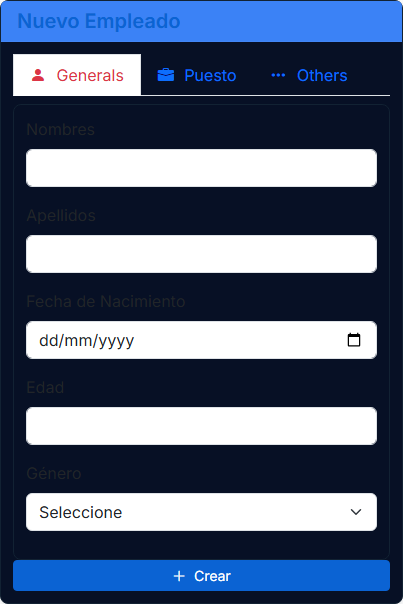 Nuevo Empleado
Generals
Puesto
Others
Nombres
Apellidos
Fecha de Nacimiento
dd/mm/yyyy
Edad
Género
Seleccione
Crear